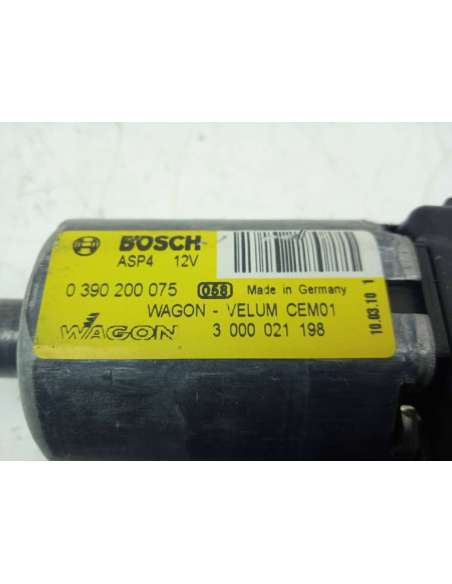 BOSCH
ASP4 12V
0 390 200 075 058 Made in Germany
WAGON - VELUM CEM01
WAGON 3 000 021 198
10.03.10 1